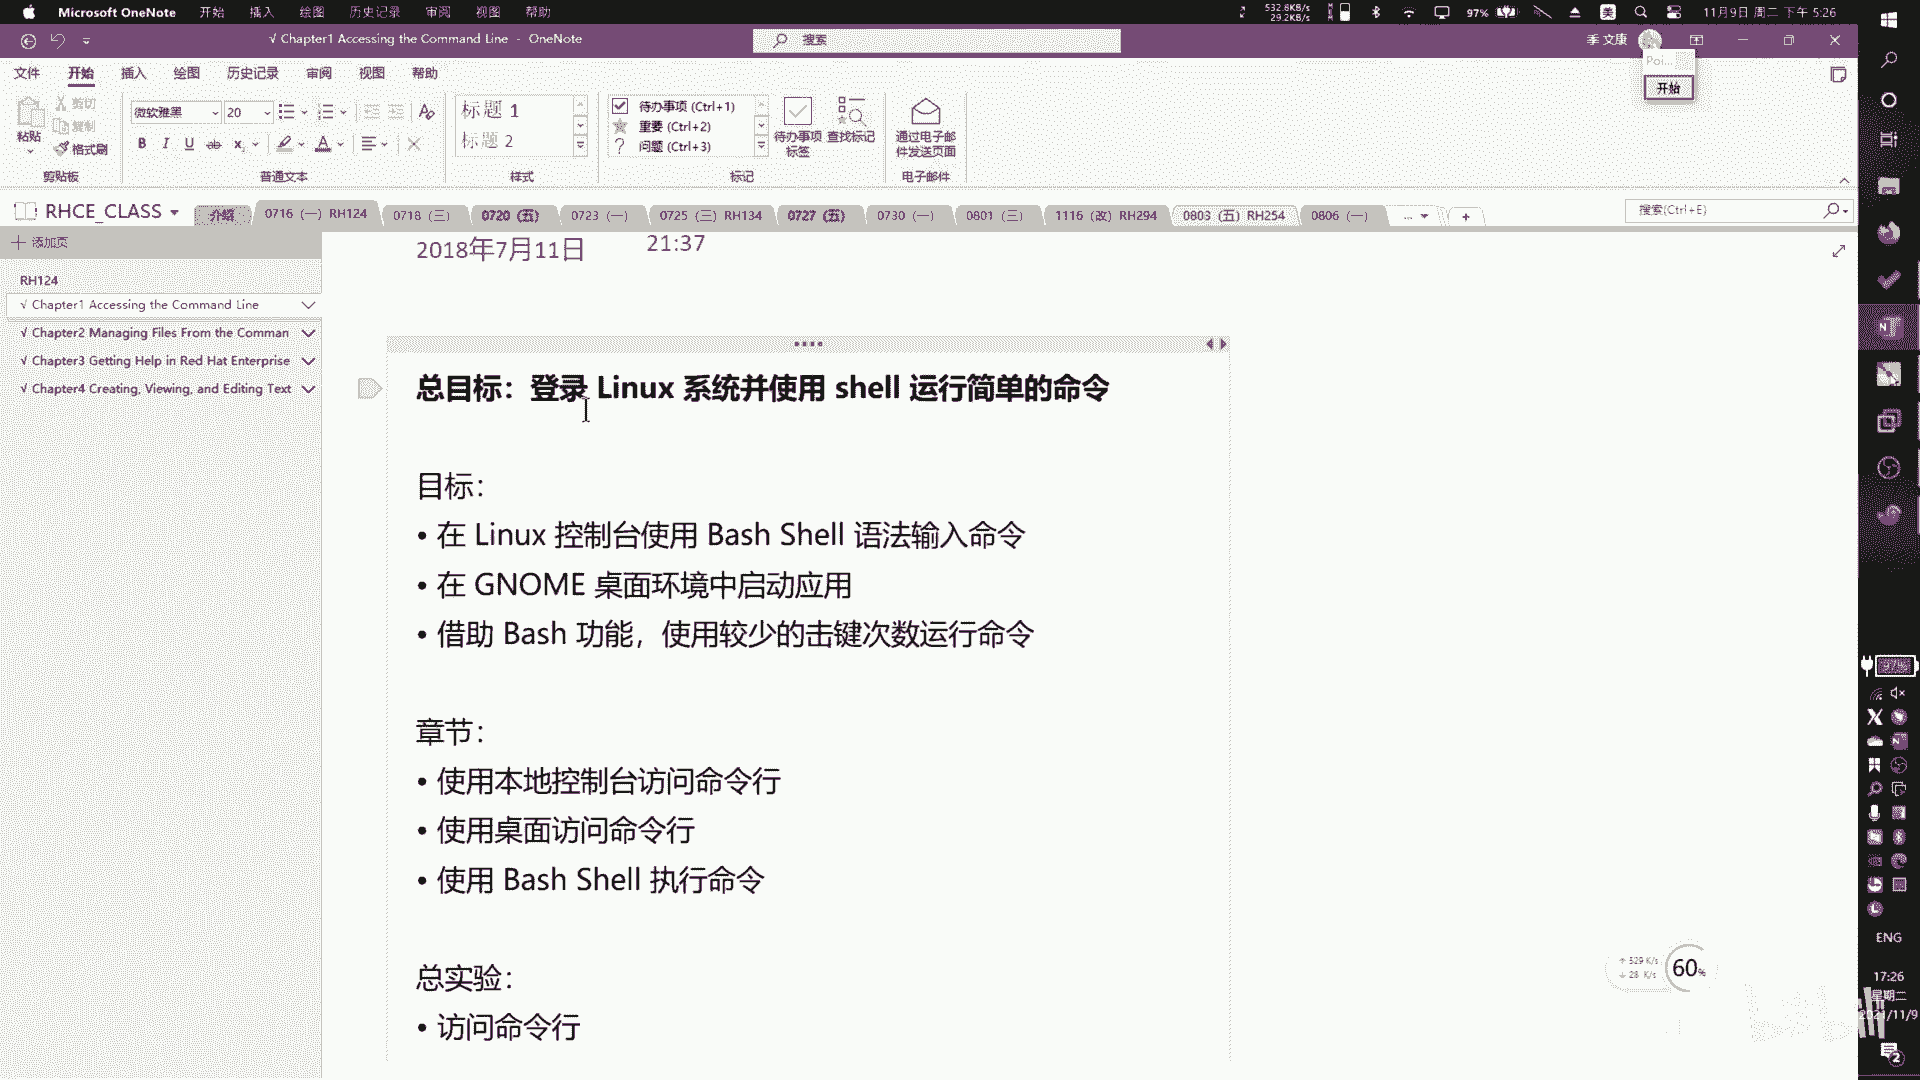 Microsoft OneNote 开始 插入 绘图 历史记录 审阅 视图 帮助
532.6KB/s
29.2KB/s
97%
美
11月9日 周二 下午 5:26
√ Chapter1 Accessing the Command Line - OneNote
搜索
季 文康
文件 开始 插入 绘图 历史记录 审阅 视图 帮助
Poi...
开始
粘贴
剪切
复制
格式刷
剪贴板
微软雅黑 20
B I U ab x
普通文本
标题 1
标题 2
样式
待办事项 (Ctrl+1)
重要 (Ctrl+2)
问题 (Ctrl+3)
待办事项
标签
查找标记
标记
通过电子邮
件发送页面
电子邮件
RHCE_CLASS
介绍 0716 (一) RH124 0718 (三) 0720 (五) 0723 (一) 0725 (三) RH134 0727 (五) 0730 (一) 0801 (三) 1116 (改) RH294 0803 (五) RH254 0806 (一) ... +
搜索(Ctrl+E)
添加页
RH124
√ Chapter1 Accessing the Command Line
√ Chapter2 Managing Files From the Comman
√ Chapter3 Getting Help in Red Hat Enterprise
√ Chapter4 Creating, Viewing, and Editing Text
2018年7月11日 21:37
总目标：登录 Linux 系统并使用 shell 运行简单的命令
目标：
• 在 Linux 控制台使用 Bash Shell 语法输入命令
• 在 GNOME 桌面环境中启动应用
• 借助 Bash 功能，使用较少的击键次数运行命令
章节：
• 使用本地控制台访问命令行
• 使用桌面访问命令行
• 使用 Bash Shell 执行命令
总实验：
• 访问命令行
↑ 529 K/s
↓ 28 K/s
60%
97%
ENG
17:26
星期二
2021/11/9
2